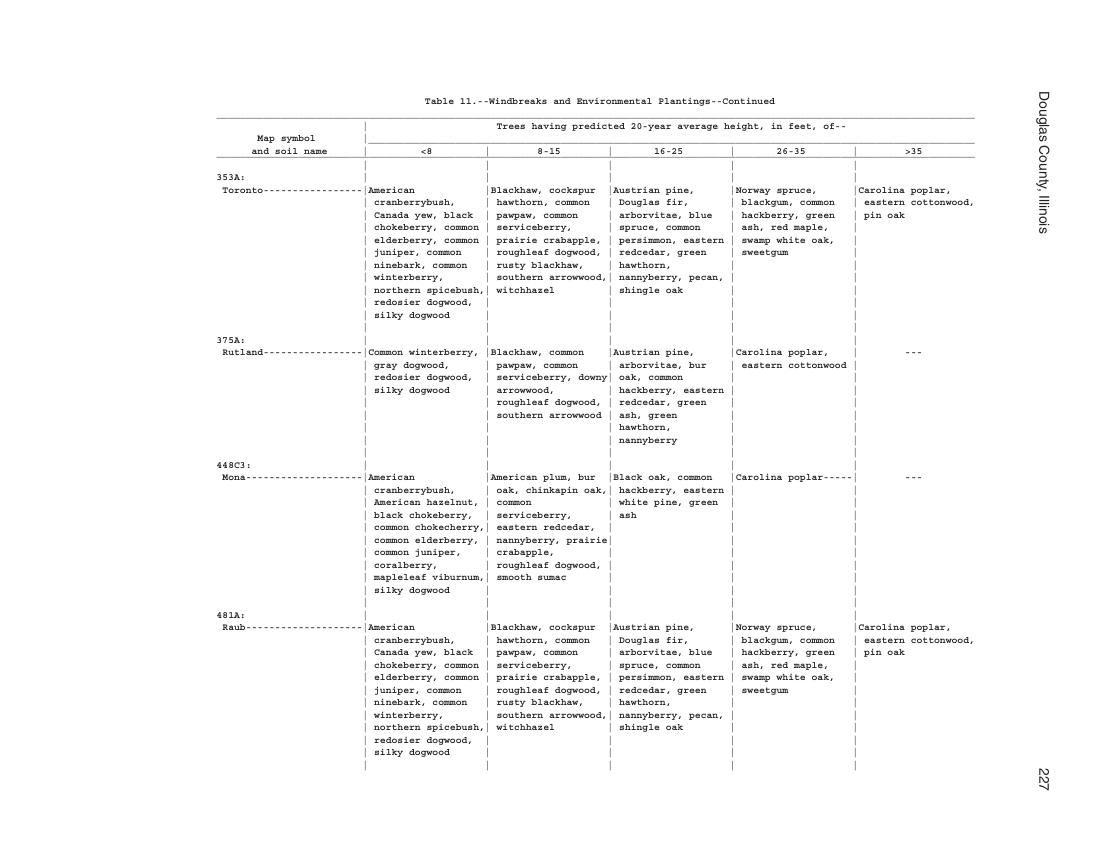 Table 11.--Windbreaks and Environmental Plantings--Continued
Trees having predicted 20-year average height, in feet, of--
Map symbol
and soil name
<8
8-15
16-25
26-35
>35
353A:
Toronto-----------------
American
cranberrybush,
Canada yew, black
chokeberry, common
elderberry, common
juniper, common
ninebark, common
winterberry,
northern spicebush,
redosier dogwood,
silky dogwood
Blackhaw, cockspur
hawthorn, common
pawpaw, common
serviceberry,
prairie crabapple,
roughleaf dogwood,
rusty blackhaw,
southern arrowwood,
witchhazel
Austrian pine,
Douglas fir,
arborvitae, blue
spruce, common
persimmon, eastern
redcedar, green
hawthorn,
nannyberry, pecan,
shingle oak
Norway spruce,
blackgum, common
hackberry, green
ash, red maple,
swamp white oak,
sweetgum
Carolina poplar,
eastern cottonwood,
pin oak
375A:
Rutland-----------------
Common winterberry,
gray dogwood,
redosier dogwood,
silky dogwood
Blackhaw, common
pawpaw, common
serviceberry, downy
arrowwood,
roughleaf dogwood,
southern arrowwood
Austrian pine,
arborvitae, bur
oak, common
hackberry, eastern
redcedar, green
ash, green
hawthorn,
nannyberry
Carolina poplar,
eastern cottonwood
---
448C3:
Mona--------------------
American
cranberrybush,
American hazelnut,
black chokeberry,
common chokecherry,
common elderberry,
common juniper,
coralberry,
mapleleaf viburnum,
silky dogwood
American plum, bur
oak, chinkapin oak,
common
serviceberry,
eastern redcedar,
nannyberry, prairie
crabapple,
roughleaf dogwood,
smooth sumac
Black oak, common
hackberry, eastern
white pine, green
ash
Carolina poplar-----
---
481A:
Raub--------------------
American
cranberrybush,
Canada yew, black
chokeberry, common
elderberry, common
juniper, common
ninebark, common
winterberry,
northern spicebush,
redosier dogwood,
silky dogwood
Blackhaw, cockspur
hawthorn, common
pawpaw, common
serviceberry,
prairie crabapple,
roughleaf dogwood,
rusty blackhaw,
southern arrowwood,
witchhazel
Austrian pine,
Douglas fir,
arborvitae, blue
spruce, common
persimmon, eastern
redcedar, green
hawthorn,
nannyberry, pecan,
shingle oak
Norway spruce,
blackgum, common
hackberry, green
ash, red maple,
swamp white oak,
sweetgum
Carolina poplar,
eastern cottonwood,
pin oak
Douglas County, Illinois
227